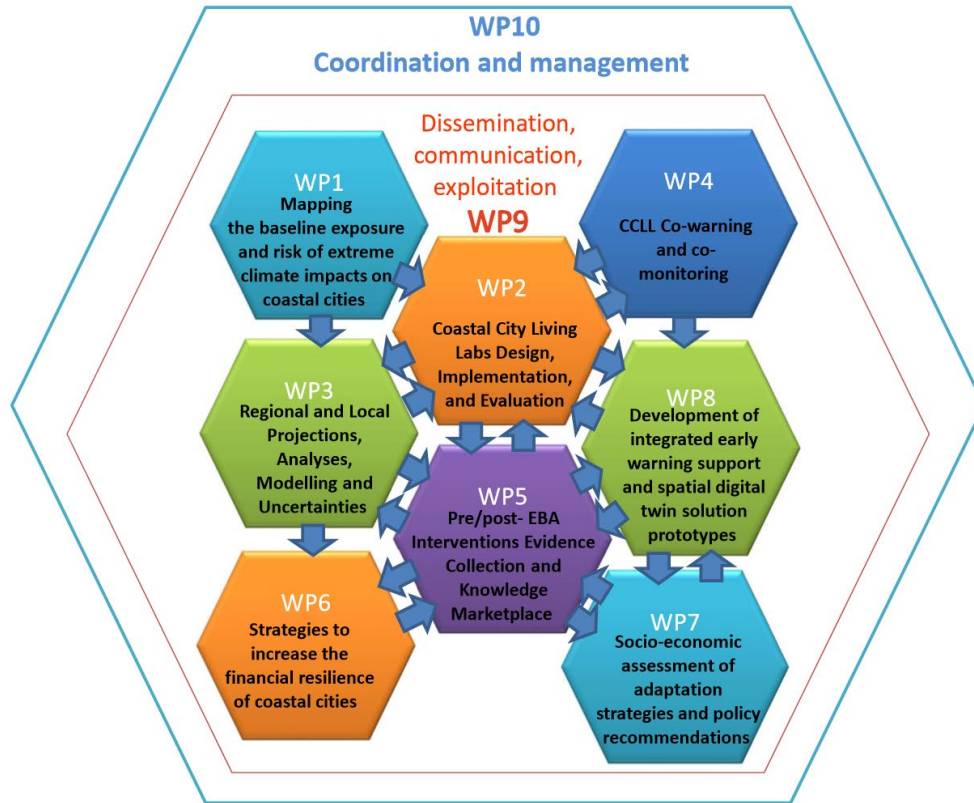 WP10
Coordination and management
Dissemination,
communication,
exploitation
WP9
WP1
Mapping
the baseline exposure
and risk of extreme
climate impacts on
coastal cities
WP4
CCLL Co-warning
and co-
monitoring
WP2
Coastal City Living
Labs Design,
Implementation,
and Evaluation
WP3
Regional and Local
Projections,
Analyses,
Modelling and
Uncertainties
WP8
Development of
integrated early
warning support
and spatial digital
twin solution
prototypes
WP5
Pre/post- EBA
Interventions Evidence
Collection and
Knowledge
Marketplace
WP6
Strategies to
increase the
financial resilience
of coastal cities
WP7
Socio-economic
assessment of
adaptation
strategies and policy
recommendations